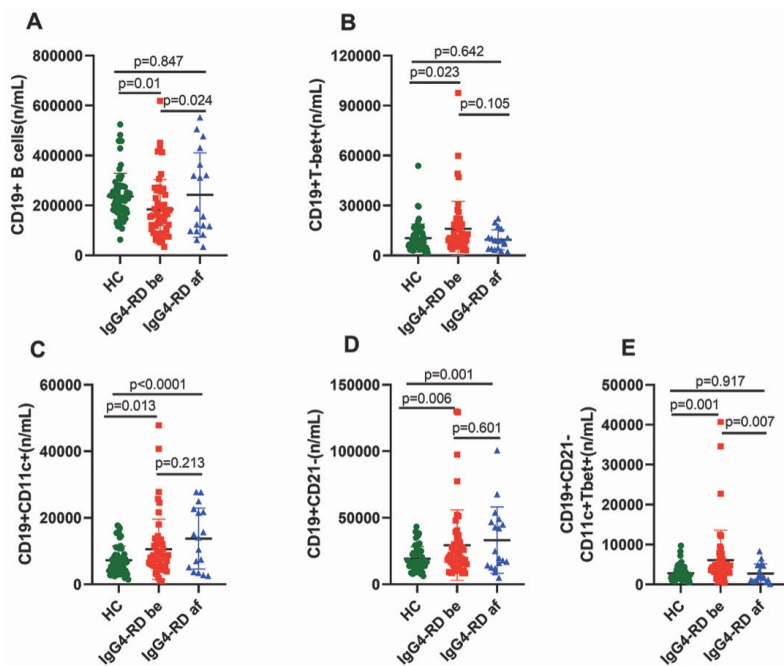 A
CD19+ B cells(n/mL)
800000
600000
400000
200000
0
p=0.847
p=0.01
p=0.024
HC
IgG4-RD be
IgG4-RD af
B
CD19+T-bet+(n/mL)
120000
90000
60000
30000
0
p=0.642
p=0.023
p=0.105
HC
IgG4-RD be
IgG4-RD af
C
CD19+CD11c+(n/mL)
60000
40000
20000
0
p<0.0001
p=0.013
p=0.213
HC
IgG4-RD be
IgG4-RD af
D
CD19+CD21-(n/mL)
150000
100000
50000
0
p=0.001
p=0.006
p=0.601
HC
IgG4-RD be
IgG4-RD af
E
CD19+CD21-
CD11c+Tbet+(n/mL)
50000
40000
30000
20000
10000
0
p=0.917
p=0.001
p=0.007
HC
IgG4-RD be
IgG4-RD af